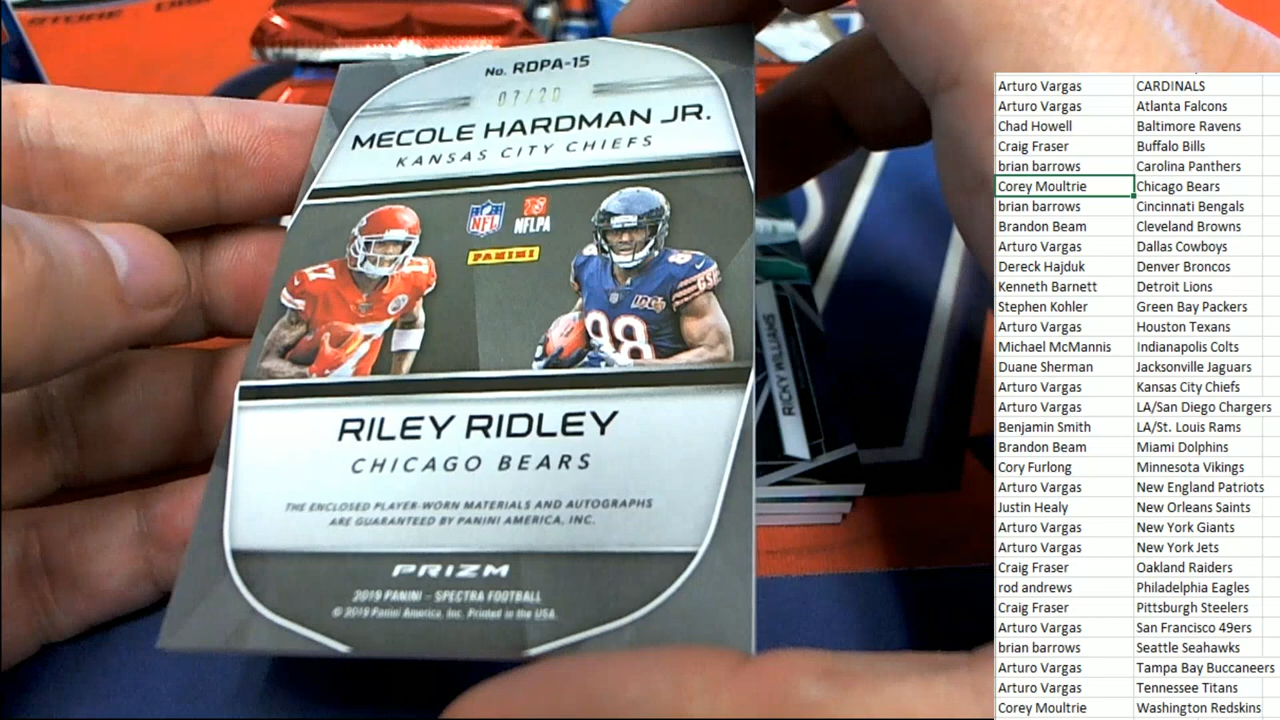 STORE CREDIT
No. RDPA-15
07/20
MECOLE HARDMAN JR.
KANSAS CITY CHIEFS
17
NFL
NFLPA
PANINI
100
98
GSH
RILEY RIDLEY
CHICAGO BEARS
THE ENCLOSED PLAYER-WORN MATERIALS AND AUTOGRAPHS
ARE GUARANTEED BY PANINI AMERICA, INC.
PRIZM
2019 PANINI - SPECTRA FOOTBALL
© 2019 Panini America, Inc. Printed in the USA.
RICKY WILLIAMS
Arturo Vargas CARDINALS
Arturo Vargas Atlanta Falcons
Chad Howell Baltimore Ravens
Craig Fraser Buffalo Bills
brian barrows Carolina Panthers
Corey Moultrie Chicago Bears
brian barrows Cincinnati Bengals
Brandon Beam Cleveland Browns
Arturo Vargas Dallas Cowboys
Dereck Hajduk Denver Broncos
Kenneth Barnett Detroit Lions
Stephen Kohler Green Bay Packers
Arturo Vargas Houston Texans
Michael McMannis Indianapolis Colts
Duane Sherman Jacksonville Jaguars
Arturo Vargas Kansas City Chiefs
Arturo Vargas LA/San Diego Chargers
Benjamin Smith LA/St. Louis Rams
Brandon Beam Miami Dolphins
Cory Furlong Minnesota Vikings
Arturo Vargas New England Patriots
Justin Healy New Orleans Saints
Arturo Vargas New York Giants
Arturo Vargas New York Jets
Craig Fraser Oakland Raiders
rod andrews Philadelphia Eagles
Craig Fraser Pittsburgh Steelers
Arturo Vargas San Francisco 49ers
brian barrows Seattle Seahawks
Arturo Vargas Tampa Bay Buccaneers
Arturo Vargas Tennessee Titans
Corey Moultrie Washington Redskins